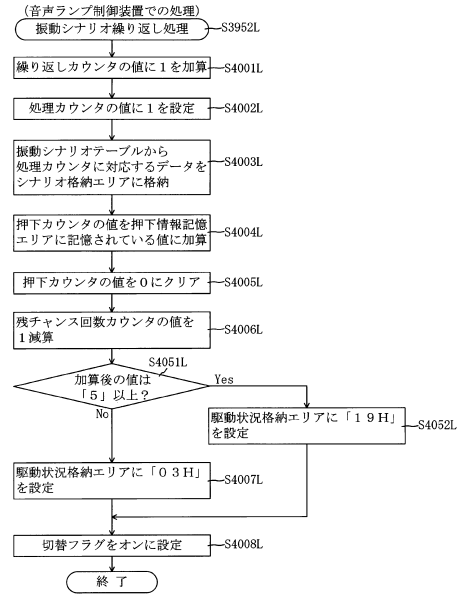 (音声ランプ制御装置での処理)
振動シナリオ繰り返し処理
S3952L
繰り返しカウンタの値に1を加算
S4001L
処理カウンタの値に1を設定
S4002L
振動シナリオテーブルから
処理カウンタに対応するデータを
シナリオ格納エリアに格納
S4003L
押下カウンタの値を押下情報記憶
エリアに記憶されている値に加算
S4004L
押下カウンタの値を0にクリア
S4005L
残チャンス回数カウンタの値を
1減算
S4006L
S4051L
加算後の値は
「5」以上?
Yes
No
駆動状況格納エリアに「19H」
を設定
S4052L
駆動状況格納エリアに「03H」
を設定
S4007L
切替フラグをオンに設定
S4008L
終了